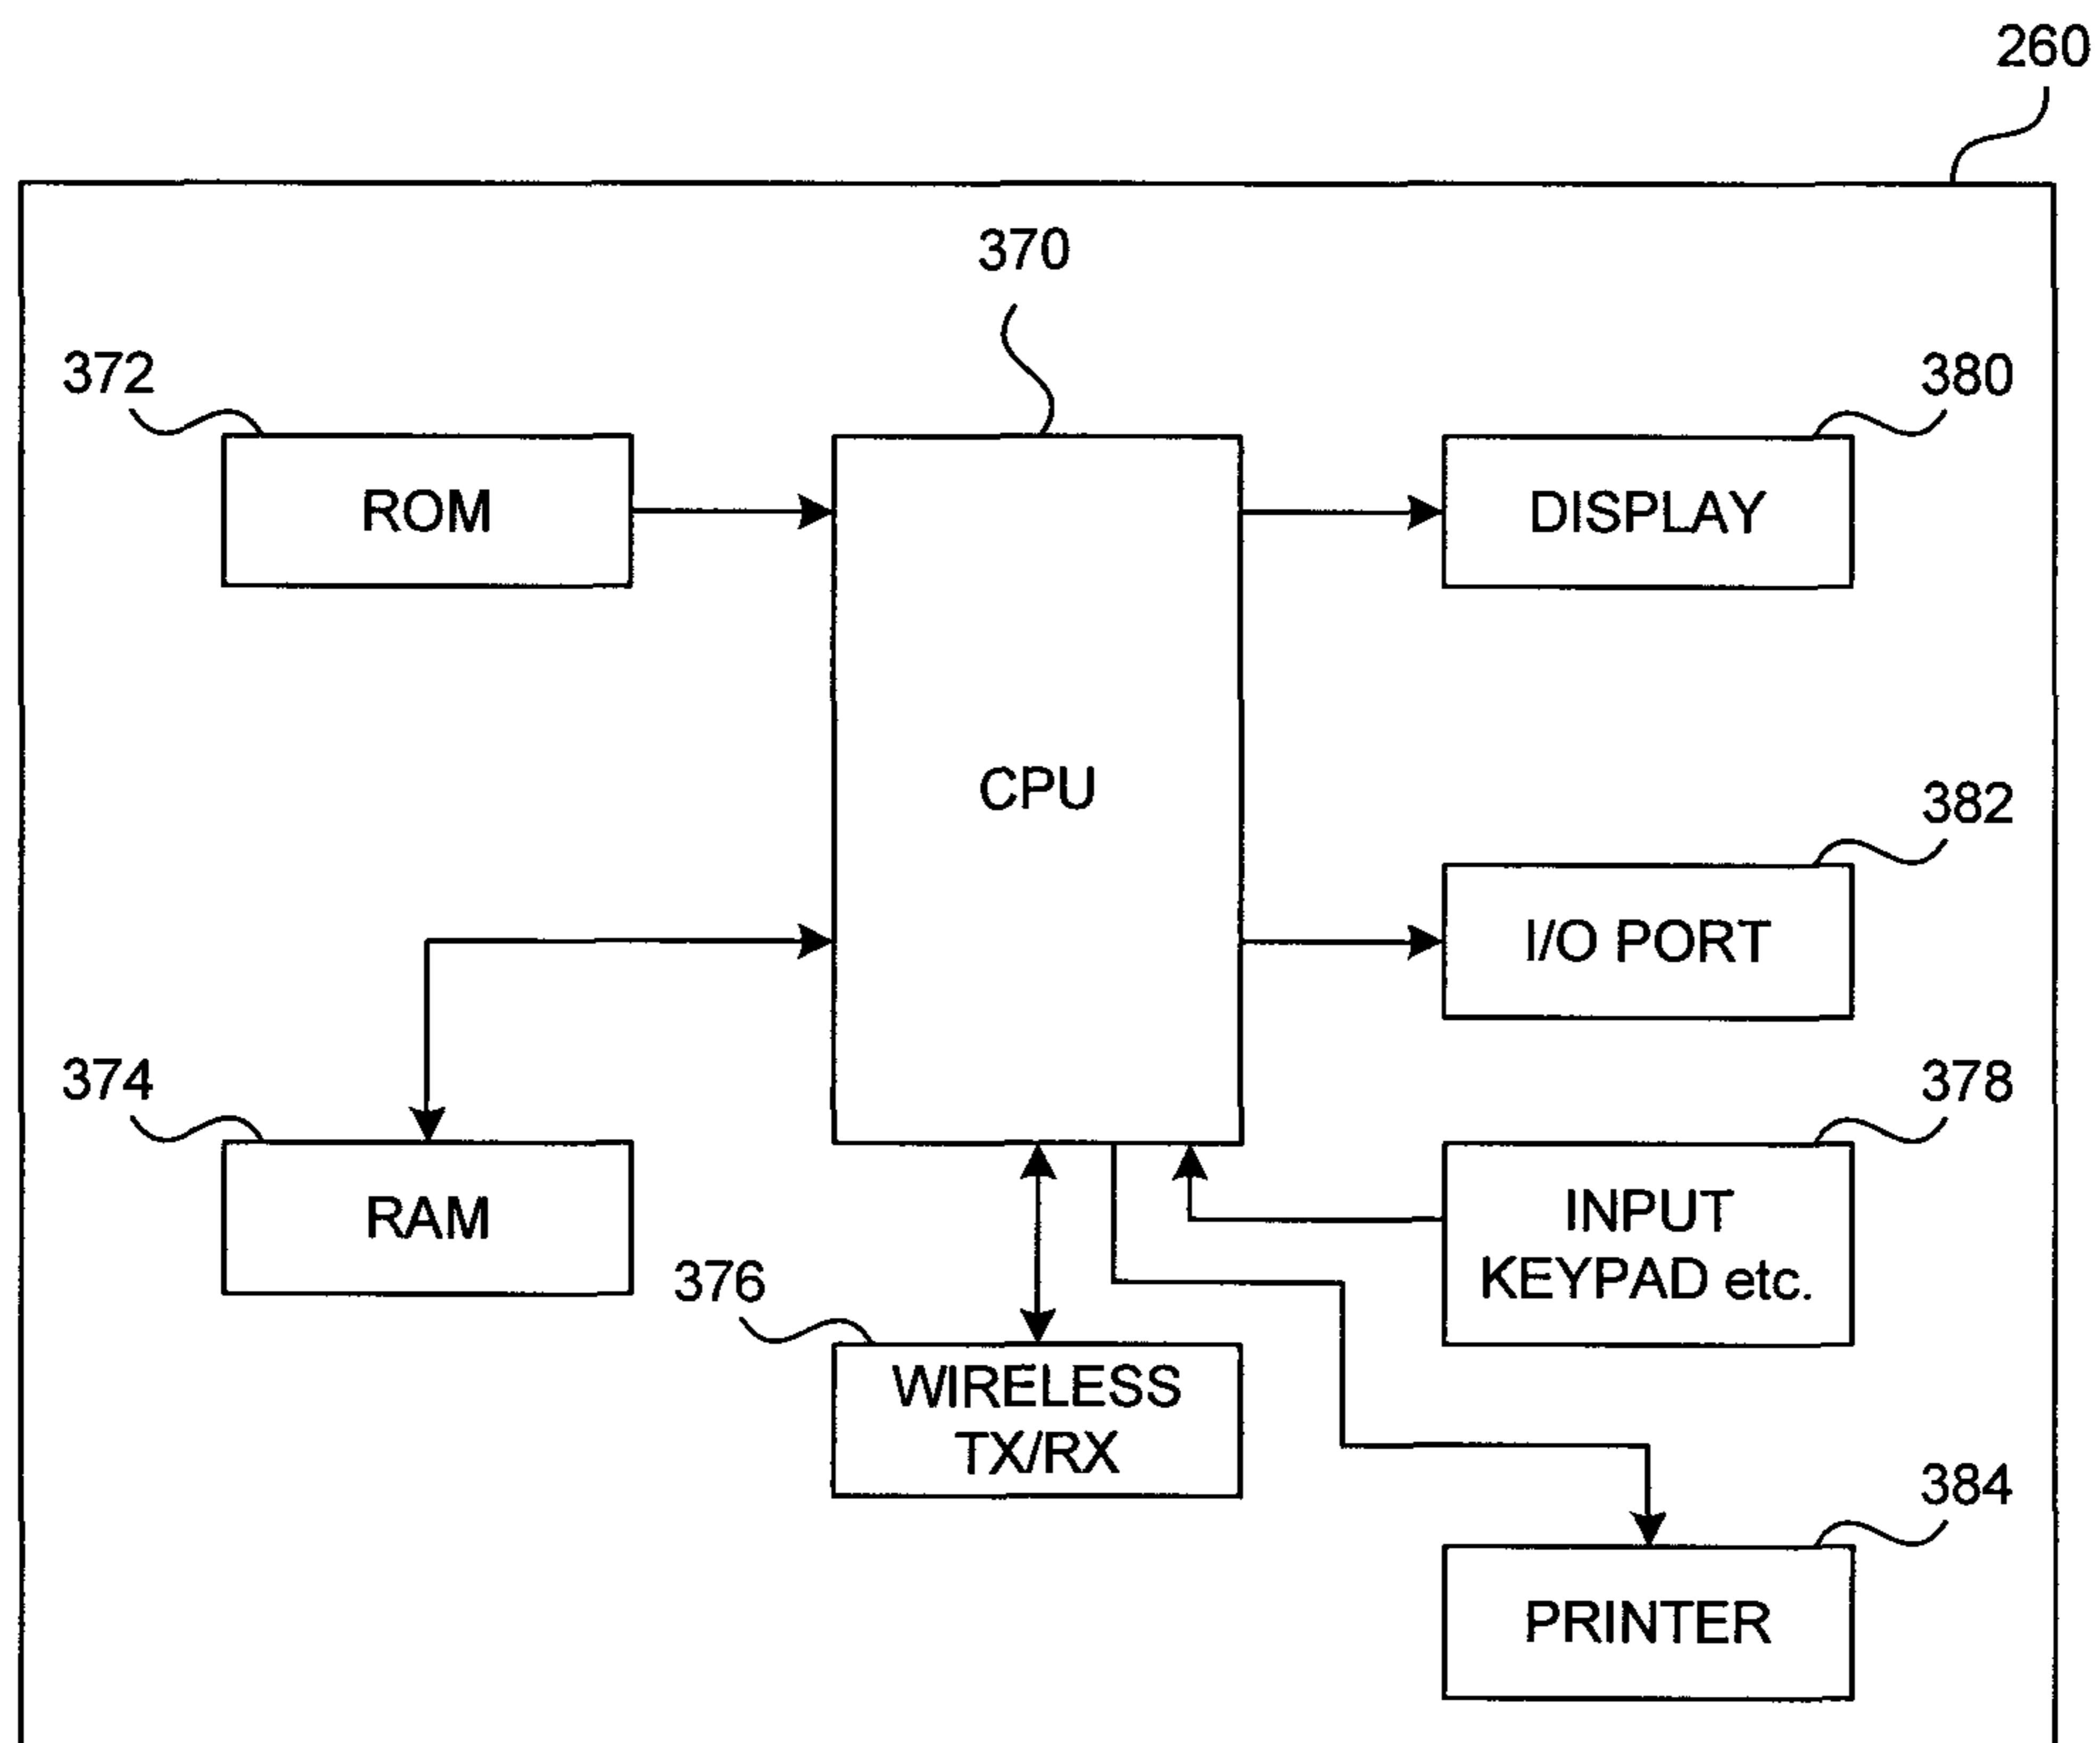 260
370
372
380
ROM
DISPLAY
CPU
382
I/O PORT
374
378
RAM
INPUT
KEYPAD etc.
376
WIRELESS
TX/RX
384
PRINTER